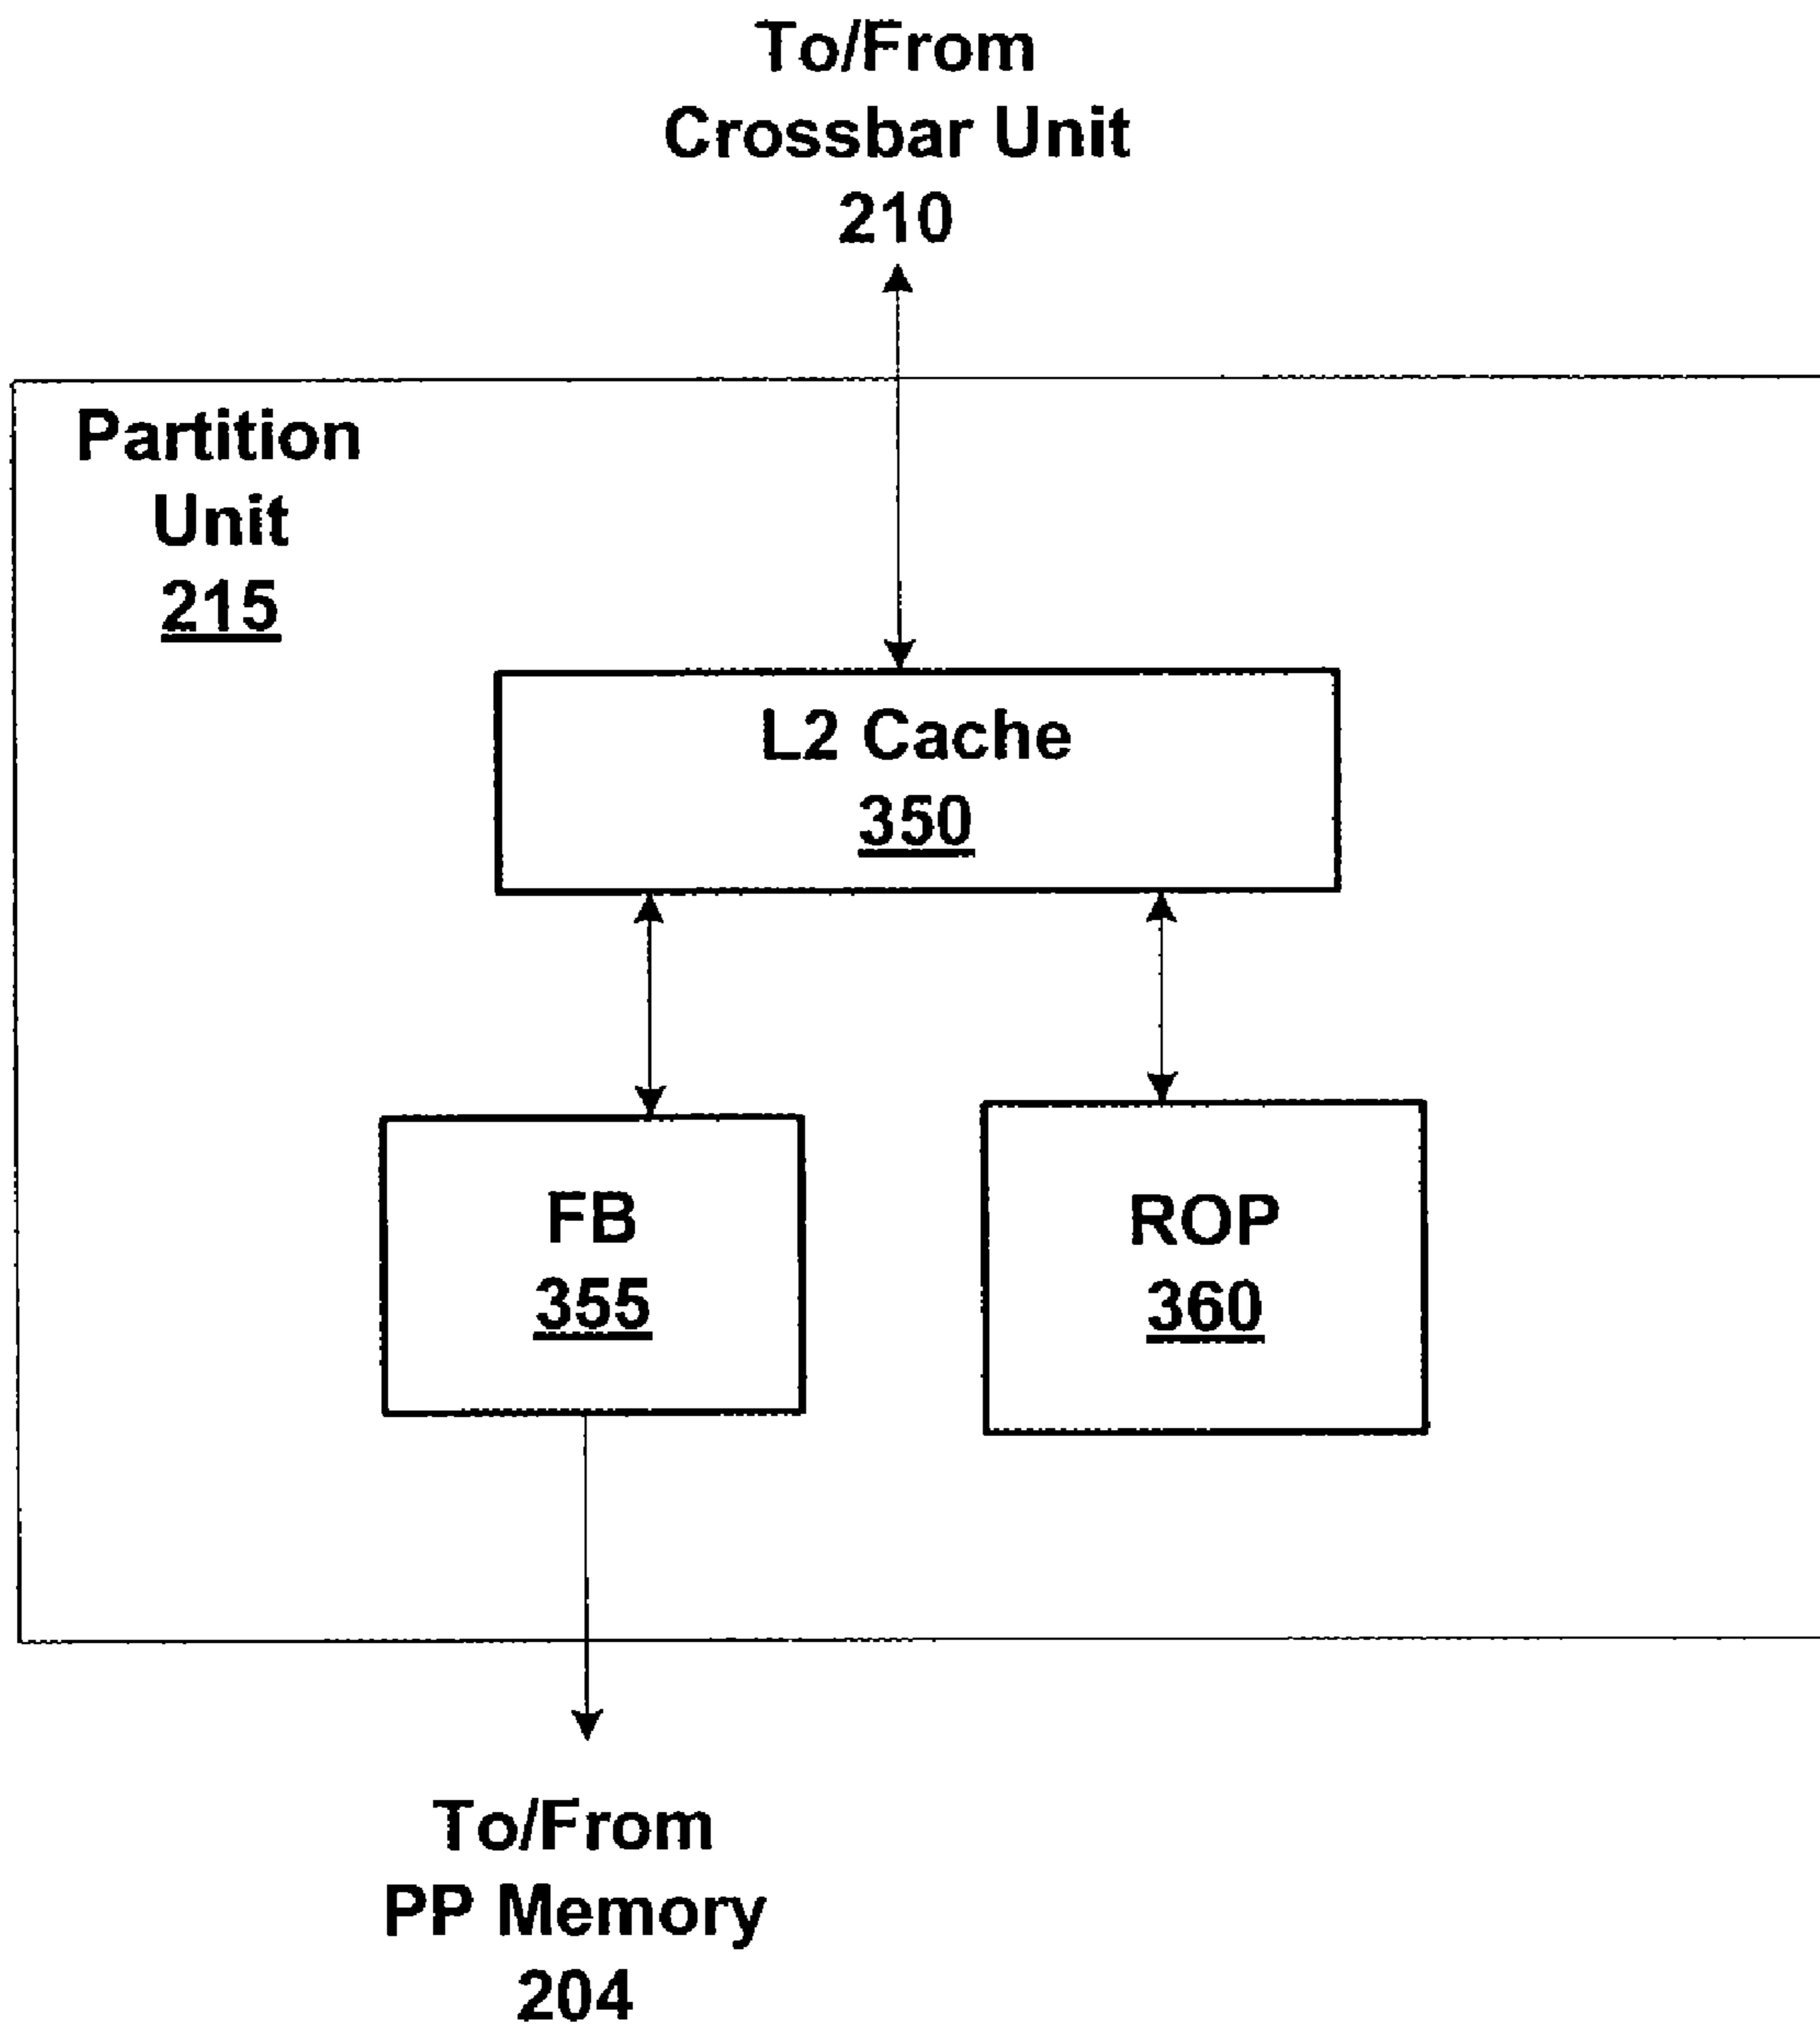 To/From
Crossbar Unit
210
Partition
Unit
215
L2 Cache
350
FB
355
ROP
360
To/From
PP Memory
204